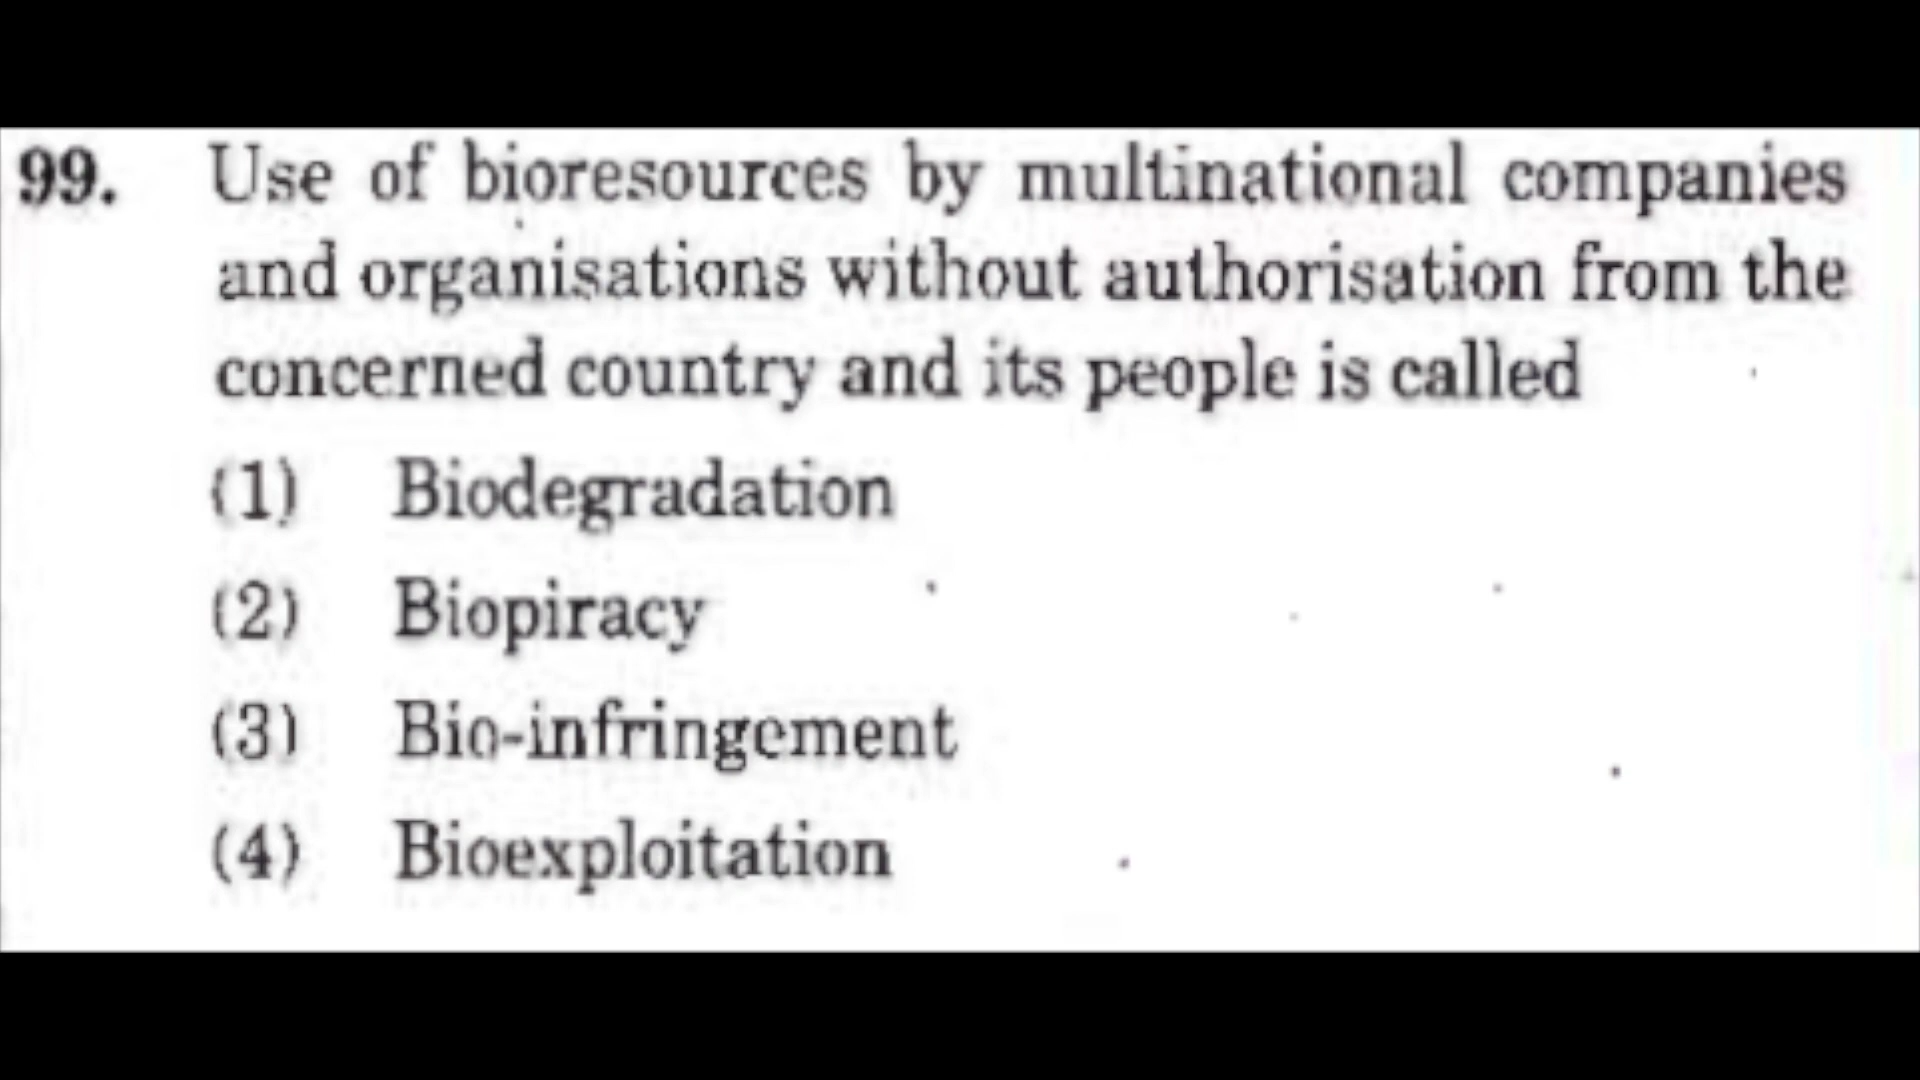 99. Use of bioresources by multinational companies
and organisations without authorisation from the
concerned country and its people is called
(1) Biodegradation
(2) Biopiracy
(3) Bio-infringement
(4) Bioexploitation